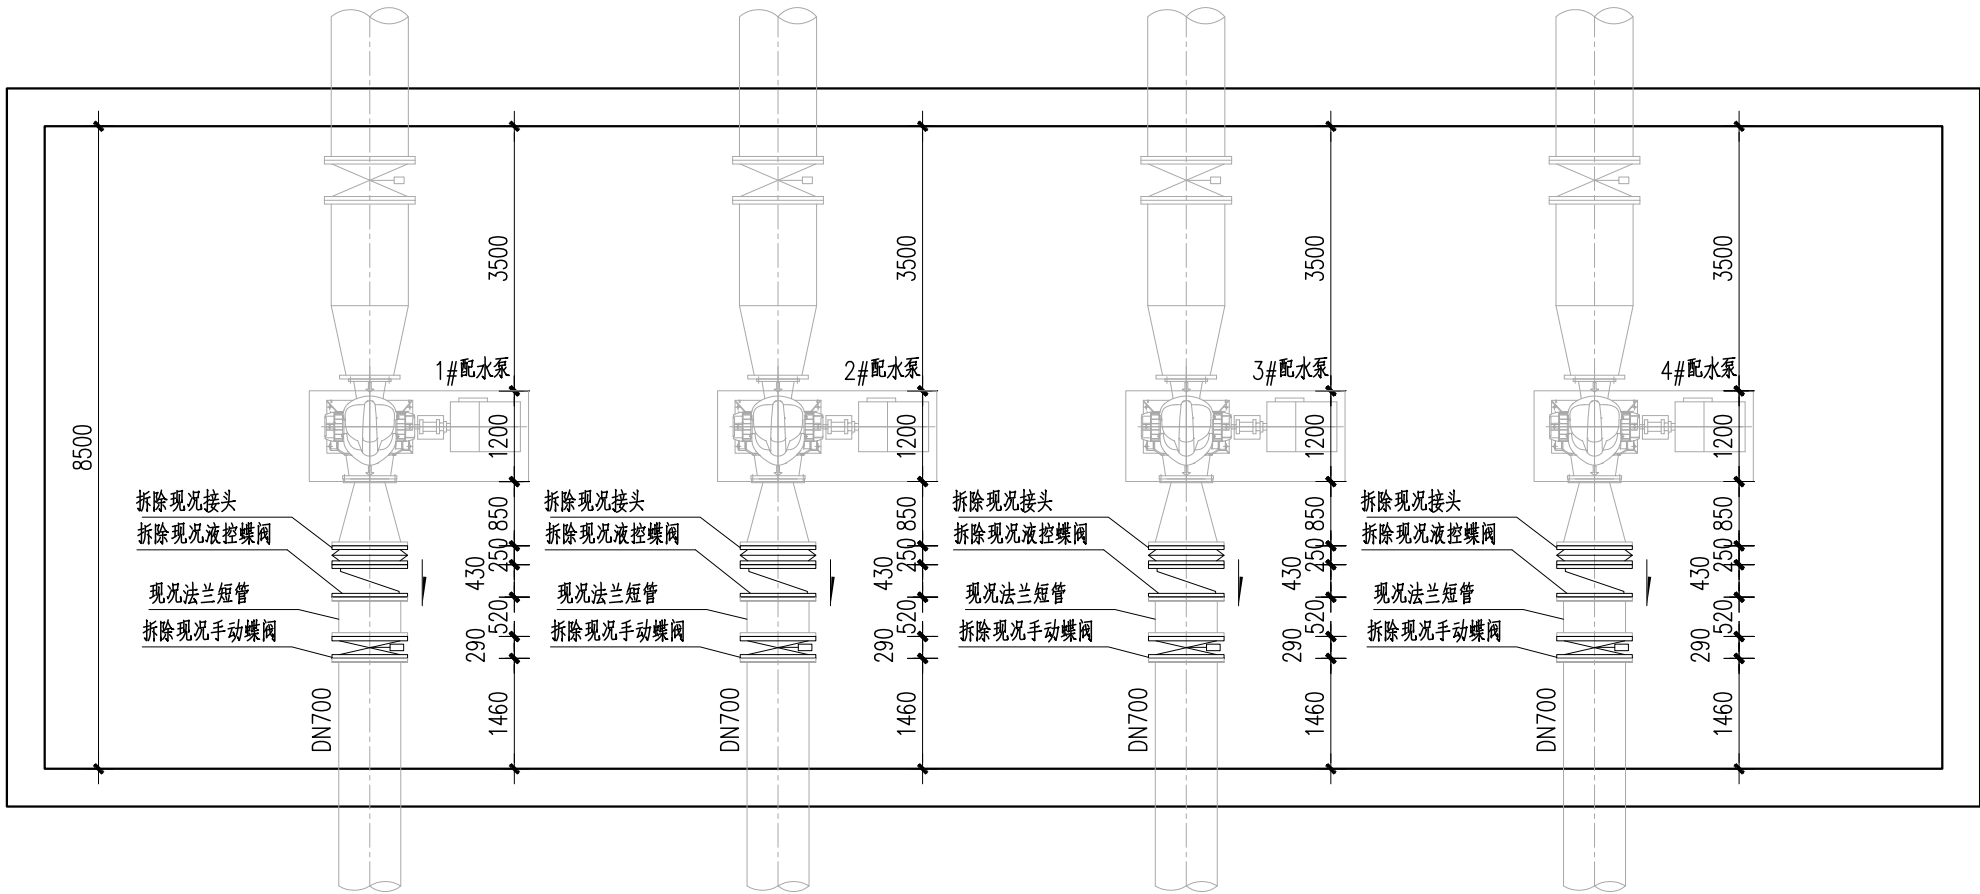 3500
3500
3500
3500
1#配水泵
2#配水泵
3#配水泵
4#配水泵
8500
1200
1200
1200
1200
拆除现况接头
850
拆除现况接头
850
拆除现况接头
850
拆除现况接头
850
拆除现况液控蝶阀
250
拆除现况液控蝶阀
250
拆除现况液控蝶阀
250
拆除现况液控蝶阀
250
430
430
430
430
现况法兰短管
520
现况法兰短管
520
现况法兰短管
520
现况法兰短管
520
拆除现况手动蝶阀
290
拆除现况手动蝶阀
290
拆除现况手动蝶阀
290
拆除现况手动蝶阀
290
DN700
1460
DN700
1460
DN700
1460
DN700
1460